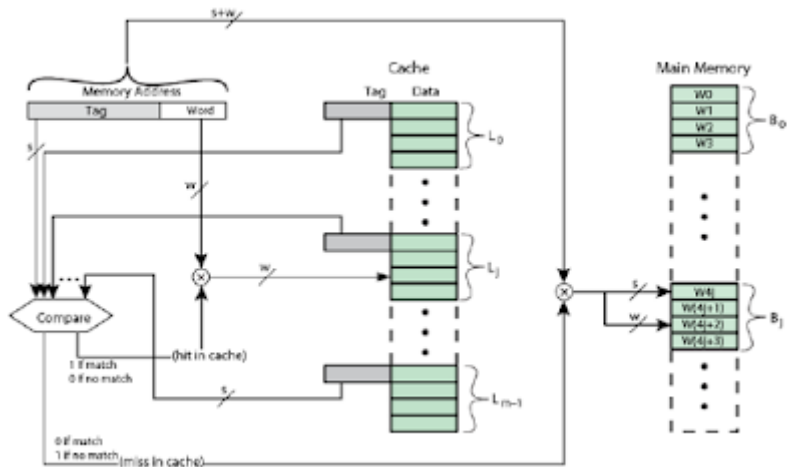 s+w
Cache
Main Memory
Memory Address
Tag Word
Tag Data
W0
W1
W2
W3
B0
L0
s
w
w
Lj
s
w
W4j
W(4j+1)
W(4j+2)
W(4j+3)
Bj
Compare
(hit in cache)
1 if match
0 if no match
s
Lm-1
0 if match
1 if no match
(miss in cache)